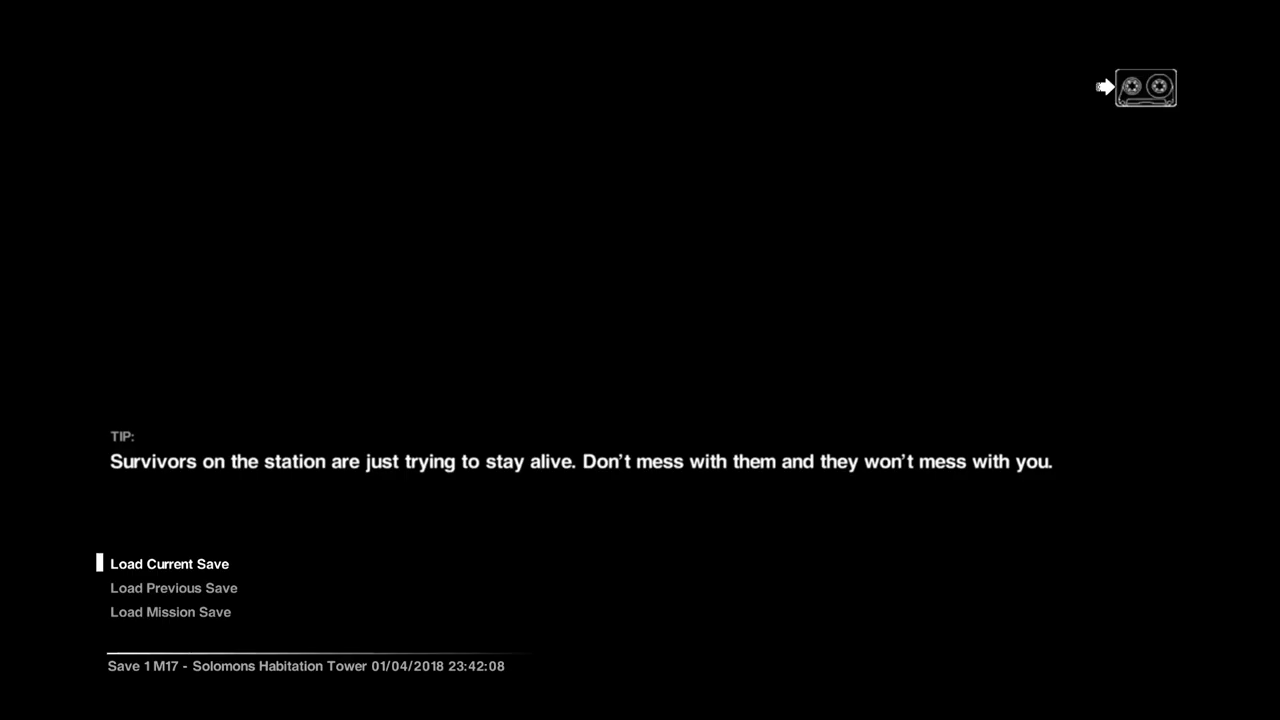 TIP:
Survivors on the station are just trying to stay alive. Don't mess with them and they won't mess with you.
Load Current Save
Load Previous Save
Load Mission Save
Save 1 M17 - Solomons Habitation Tower 01/04/2018 23:42:08